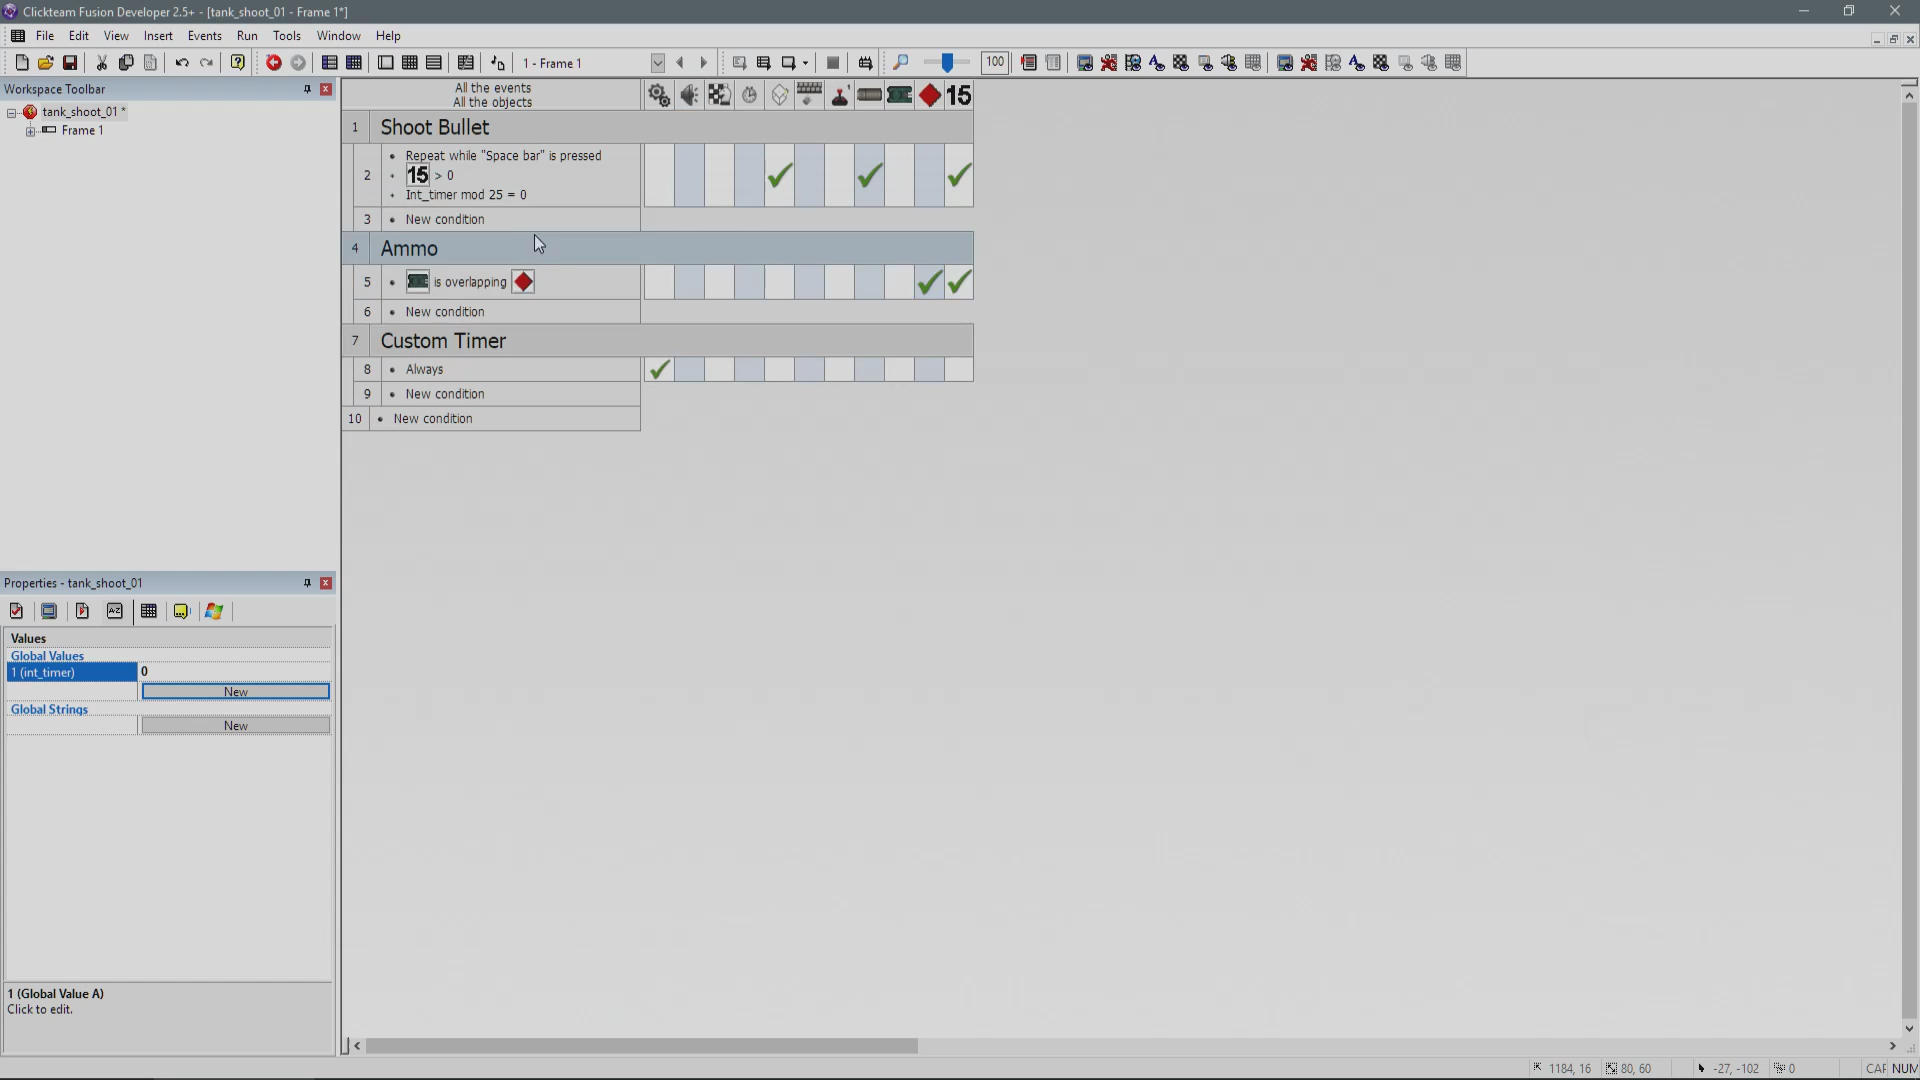 Clickteam Fusion Developer 2.5+ - [tank_shoot_01 - Frame 1*]
File Edit View Insert Events Run Tools Window Help
1 - Frame 1
100
Workspace Toolbar
tank_shoot_01 *
Frame 1
All the events
All the objects
15
1 Shoot Bullet
2 • Repeat while "Space bar" is pressed
+ 15 > 0
+ Int_timer mod 25 = 0
3 • New condition
4 Ammo
5 • is overlapping
6 • New condition
7 Custom Timer
8 • Always
9 • New condition
10 • New condition
Properties - tank_shoot_01
Values
Global Values
1 (int_timer) 0
New
Global Strings
New
1 (Global Value A)
Click to edit.
1184, 16 80, 60 -27, -102 0 CAP NUM